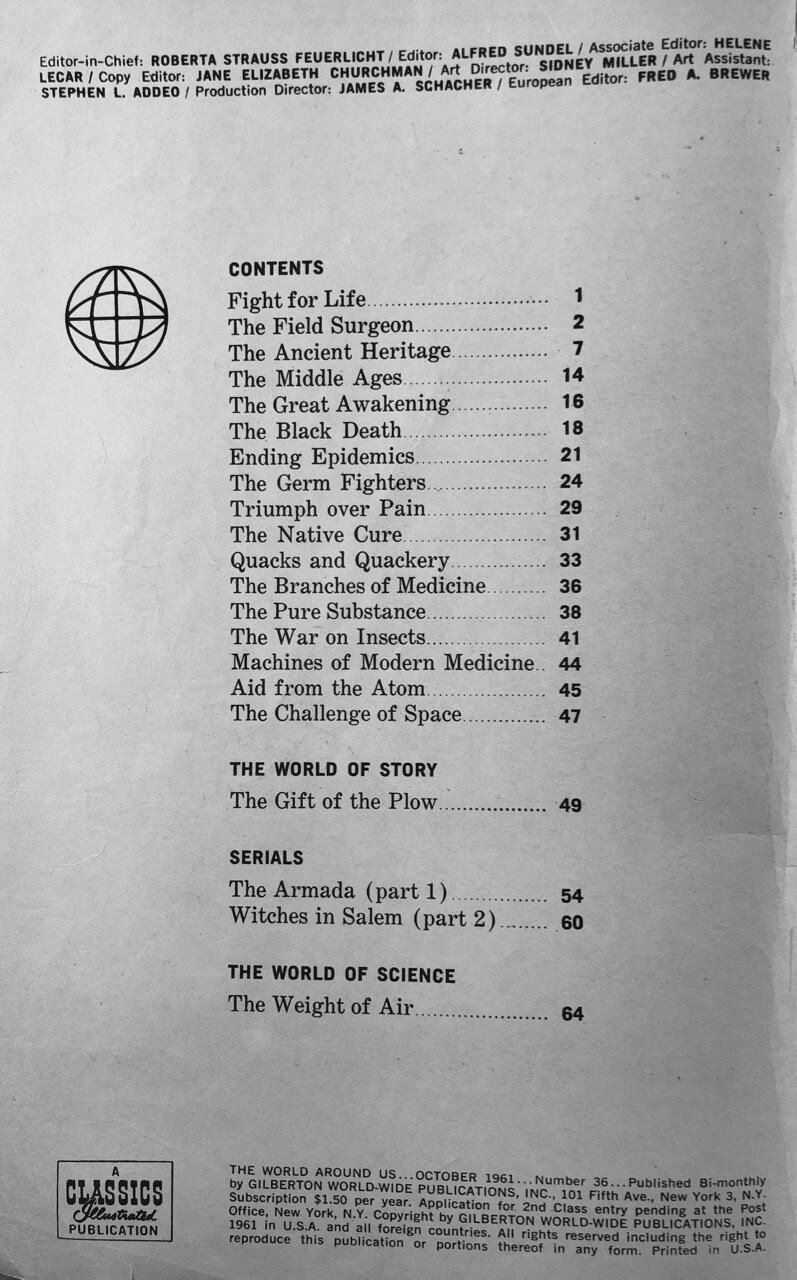 Editor-in-Chief: ROBERTA STRAUSS FEUERLICHT / Editor: ALFRED SUNDEL / Associate Editor: HELENE
LECAR / Copy Editor: JANE ELIZABETH CHURCHMAN / Art Director: SIDNEY MILLER / Art Assistant:
STEPHEN L. ADDEO / Production Director: JAMES A. SCHACHER / European Editor: FRED A. BREWER
CONTENTS
Fight for Life.............................. 1
The Field Surgeon...................... 2
The Ancient Heritage................ 7
The Middle Ages........................ 14
The Great Awakening................ 16
The Black Death........................ 18
Ending Epidemics...................... 21
The Germ Fighters.................... 24
Triumph over Pain.................... 29
The Native Cure........................ 31
Quacks and Quackery................ 33
The Branches of Medicine.......... 36
The Pure Substance.................... 38
The War on Insects.................... 41
Machines of Modern Medicine.. 44
Aid from the Atom.................... 45
The Challenge of Space.............. 47
THE WORLD OF STORY
The Gift of the Plow.................. 49
SERIALS
The Armada (part 1)................ 54
Witches in Salem (part 2)........ 60
THE WORLD OF SCIENCE
The Weight of Air...................... 64
A
CLASSICS
Illustrated
PUBLICATION
THE WORLD AROUND US...OCTOBER 1961...Number 36...Published Bi-monthly
by GILBERTON WORLD-WIDE PUBLICATIONS, INC., 101 Fifth Ave., New York 3, N.Y.
Subscription $1.50 per year. Application for 2nd Class entry pending at the Post
Office, New York, N.Y. Copyright by GILBERTON WORLD-WIDE PUBLICATIONS, INC.
1961 in U.S.A. and all foreign countries. All rights reserved including the right to
reproduce this publication or portions thereof in any form. Printed in U.S.A.